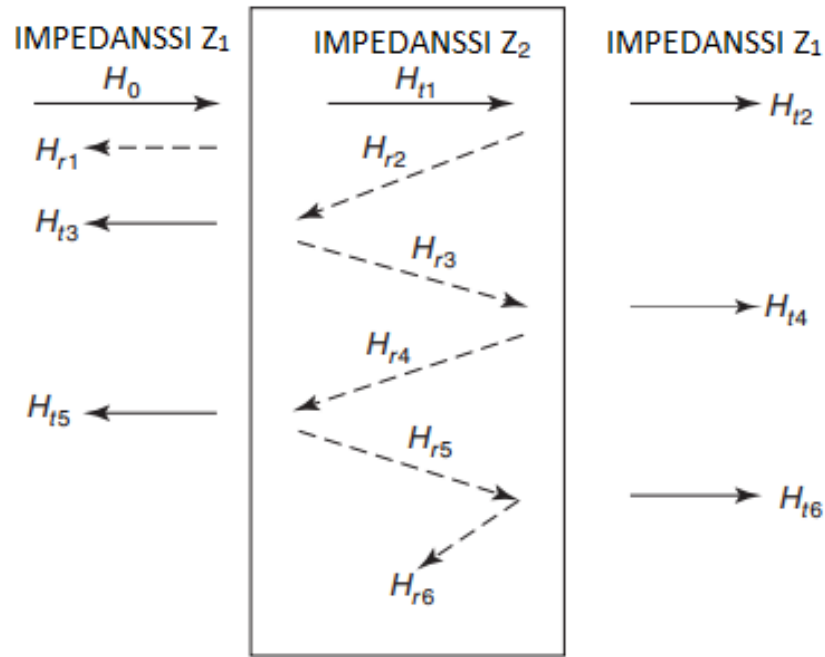 IMPEDANSSI Z₁ IMPEDANSSI Z₂ IMPEDANSSI Z₁
H₀ Hₜ₁ Hₜ₂
Hᵣ₁ Hᵣ₂
Hₜ₃
Hᵣ₃
Hₜ₄
Hᵣ₄
Hₜ₅
Hᵣ₅
Hₜ₆
Hᵣ₆